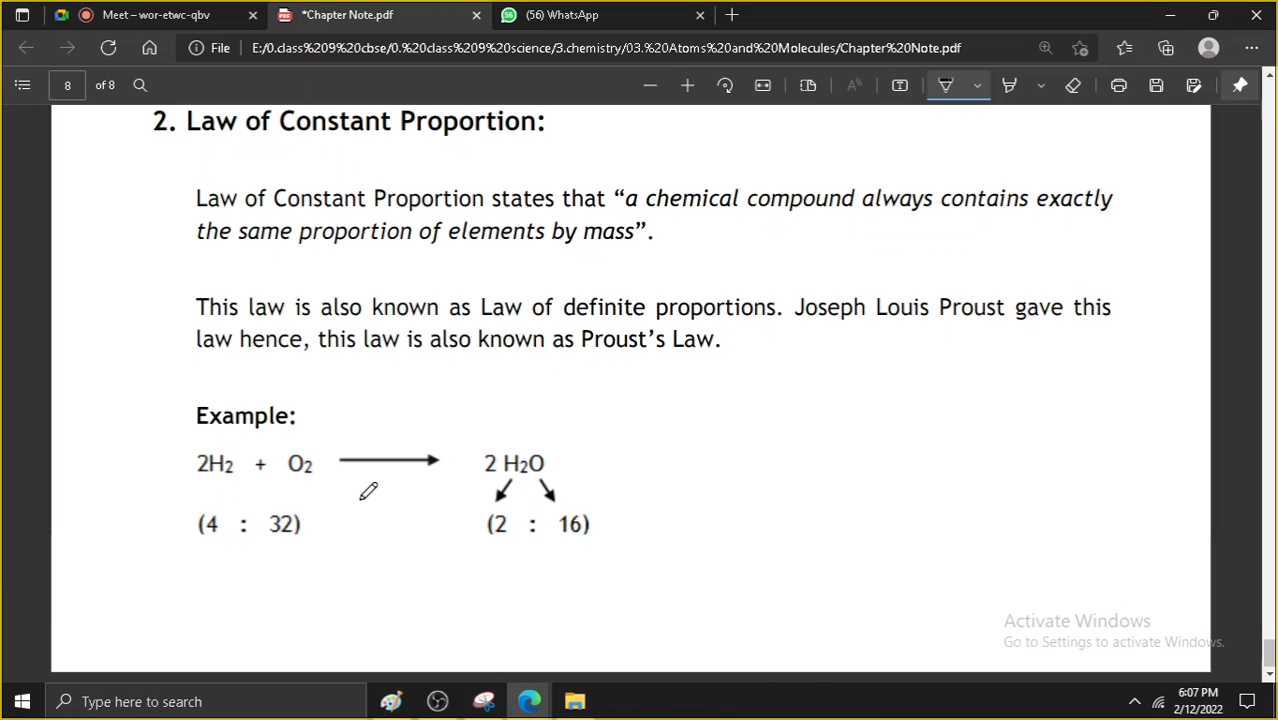 Meet – wor-etwc-qbv
*Chapter Note.pdf
(56) WhatsApp
File
E:/0.class%209%20cbse/0.%20class%209%20science/3.chemistry/03.%20Atoms%20and%20Molecules/Chapter%20Note.pdf
8 of 8
2. Law of Constant Proportion:
Law of Constant Proportion states that “a chemical compound always contains exactly
the same proportion of elements by mass”.
This law is also known as Law of definite proportions. Joseph Louis Proust gave this
law hence, this law is also known as Proust’s Law.
Example:
2H₂ + O₂ ⟶ 2 H₂O
(4 : 32) (2 : 16)
Activate Windows
Go to Settings to activate Windows.
Type here to search
6:07 PM
2/12/2022